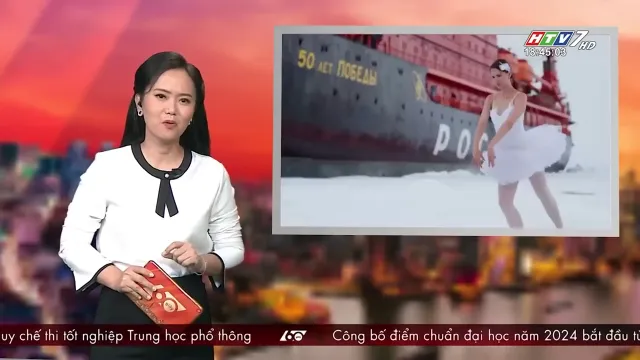 HTV7 HD
18:45:03
50 ЛЕТ ПОБЕДЫ
РОС
uy chế thi tốt nghiệp Trung học phổ thông
60
Công bố điểm chuẩn đại học năm 2024 bắt đầu từ